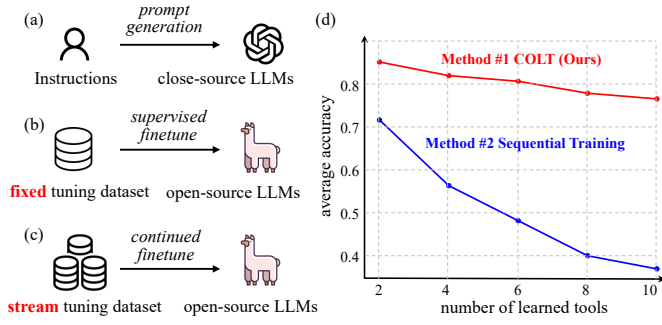 (a)
prompt
generation
Instructions
close-source LLMs
(b)
supervised
finetune
fixed tuning dataset
open-source LLMs
(c)
continued
finetune
stream tuning dataset
open-source LLMs
(d)
average accuracy
0.8
0.7
0.6
0.5
0.4
Method #1 COLT (Ours)
Method #2 Sequential Training
2
4
6
8
10
number of learned tools